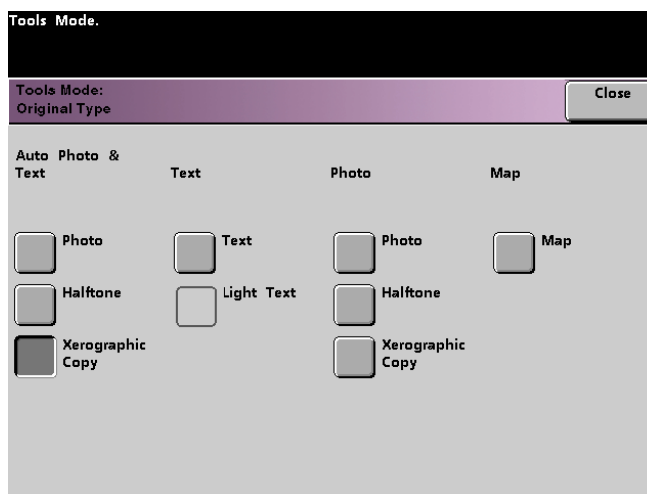 Tools Mode.
Tools Mode:
Original Type
Close
Auto Photo &
Text
Text
Photo
Map
Photo
Text
Photo
Map
Halftone
Light Text
Halftone
Xerographic
Copy
Xerographic
Copy